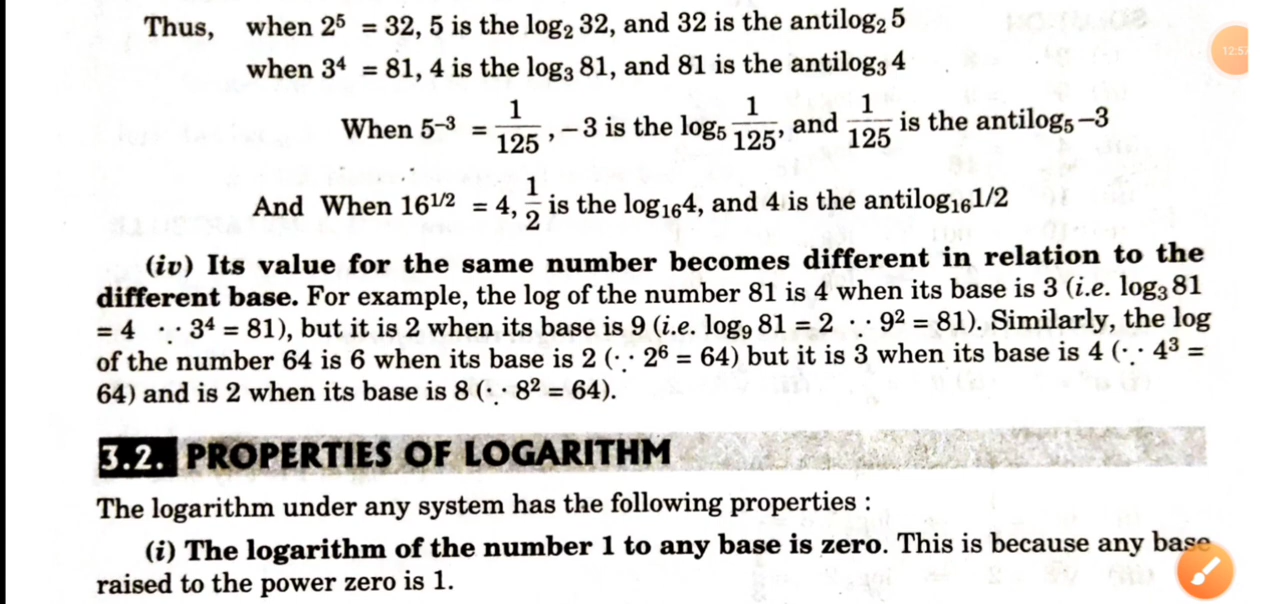 Thus, when 2⁵ = 32, 5 is the log₂ 32, and 32 is the antilog₂ 5
when 3⁴ = 81, 4 is the log₃ 81, and 81 is the antilog₃ 4
When 5⁻³ = 1/125, – 3 is the log₅ 1/125, and 1/125 is the antilog₅ –3
And When 16^1/2 = 4, 1/2 is the log₁₆4, and 4 is the antilog₁₆1/2
(iv) Its value for the same number becomes different in relation to the
different base. For example, the log of the number 81 is 4 when its base is 3 (i.e. log₃ 81
= 4 ∵ 3⁴ = 81), but it is 2 when its base is 9 (i.e. log₉ 81 = 2 ∵ 9² = 81). Similarly, the log
of the number 64 is 6 when its base is 2 (∵ 2⁶ = 64) but it is 3 when its base is 4 (∵ 4³ =
64) and is 2 when its base is 8 (∵ 8² = 64).
3.2. PROPERTIES OF LOGARITHM
The logarithm under any system has the following properties :
(i) The logarithm of the number 1 to any base is zero. This is because any base
raised to the power zero is 1.